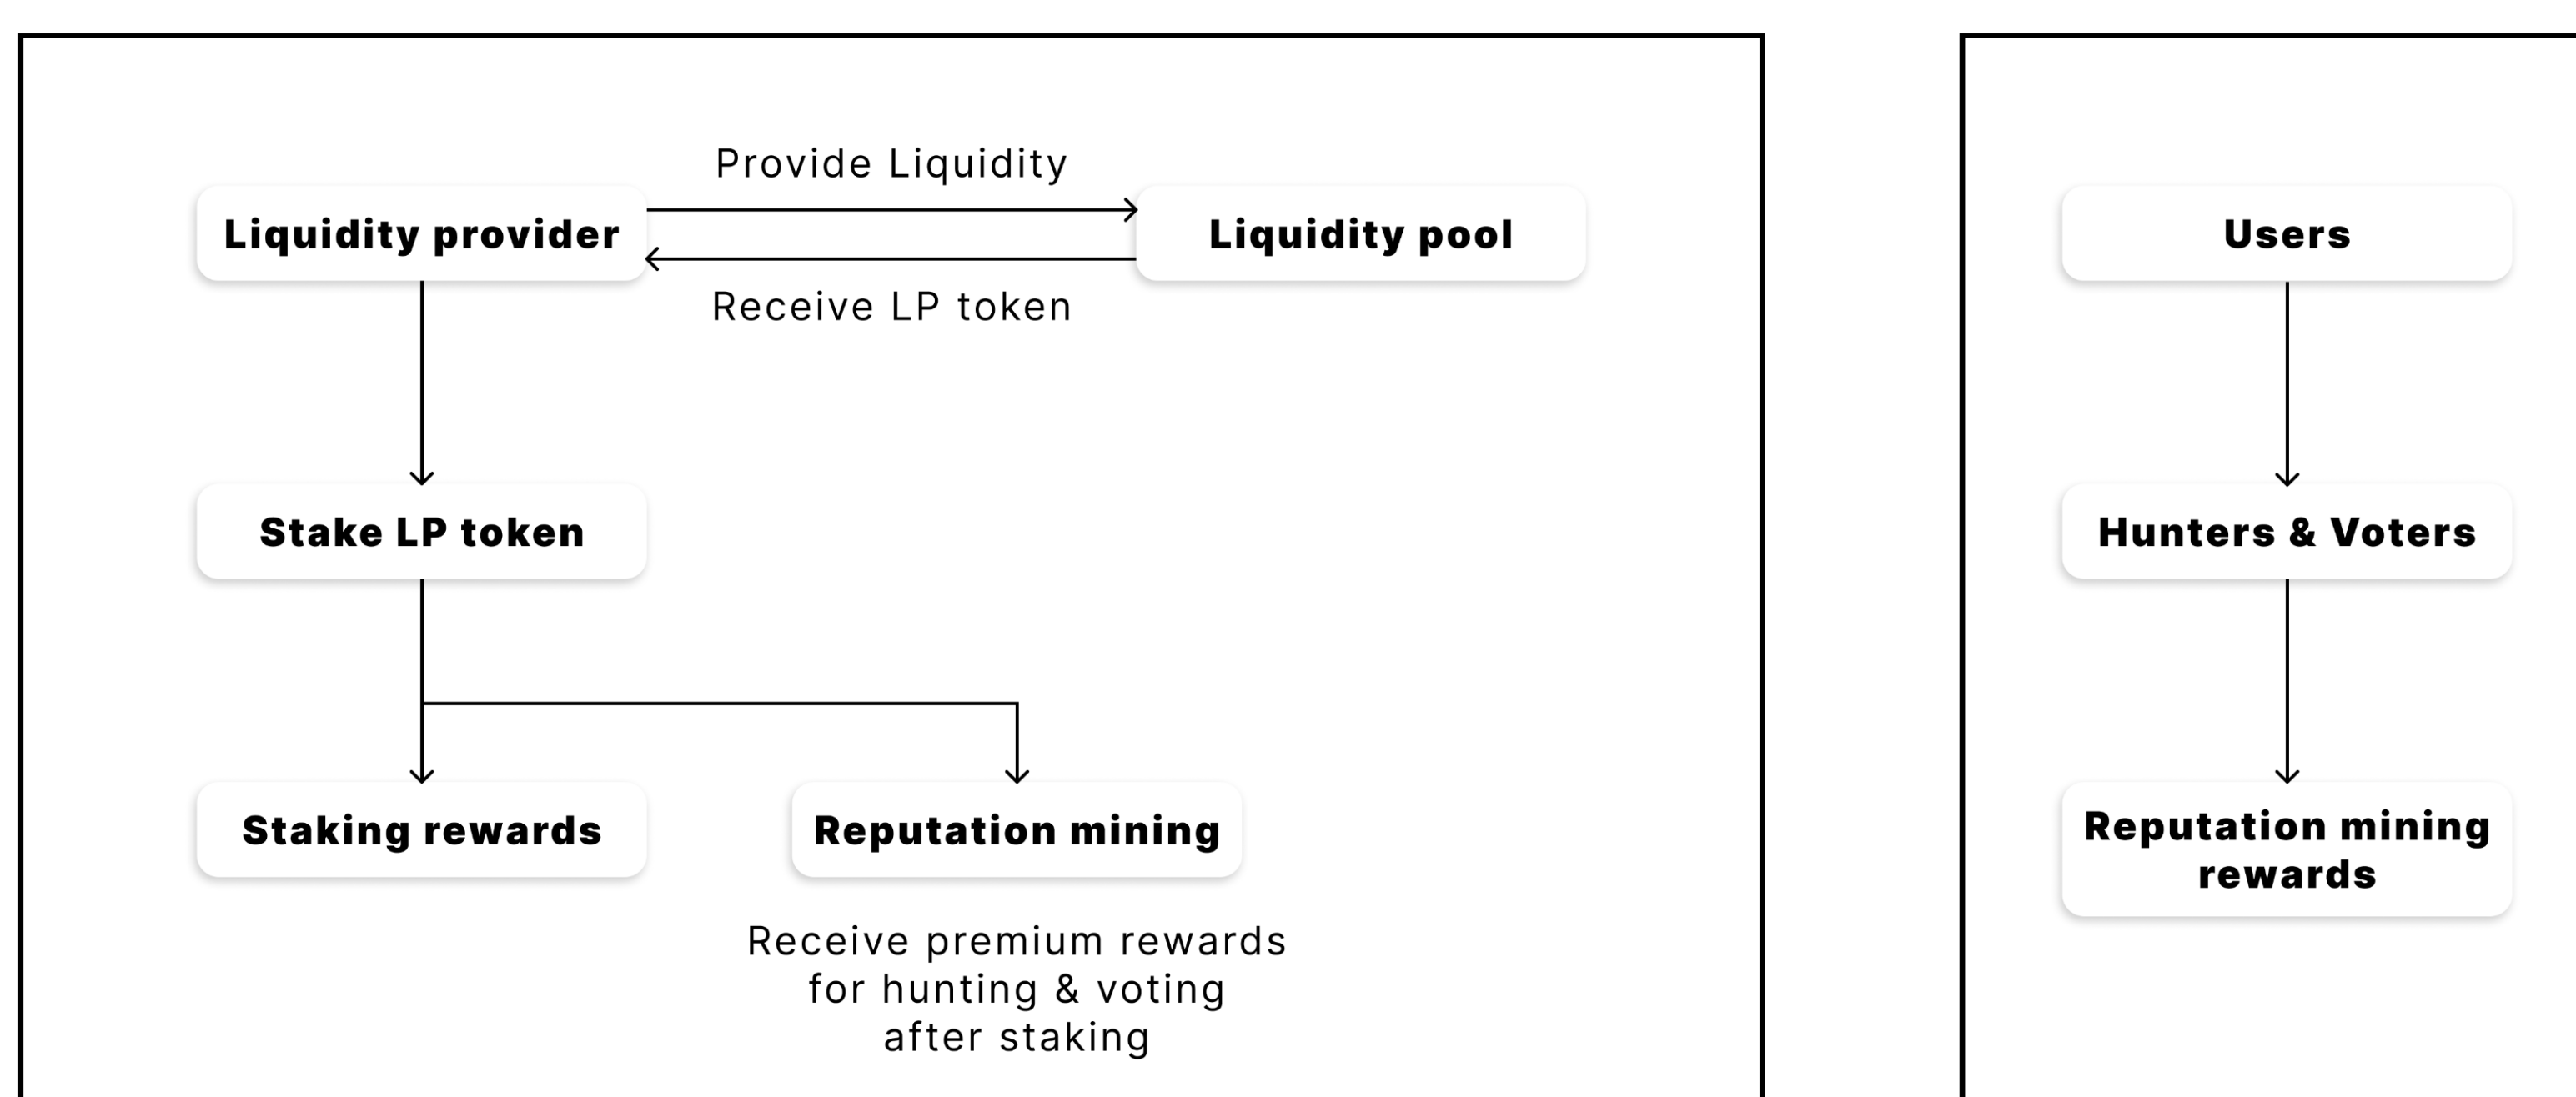 Provide Liquidity
Liquidity provider
Liquidity pool
Receive LP token
Stake LP token
Staking rewards
Reputation mining
Receive premium rewards
for hunting & voting
after staking
Users
Hunters & Voters
Reputation mining
rewards